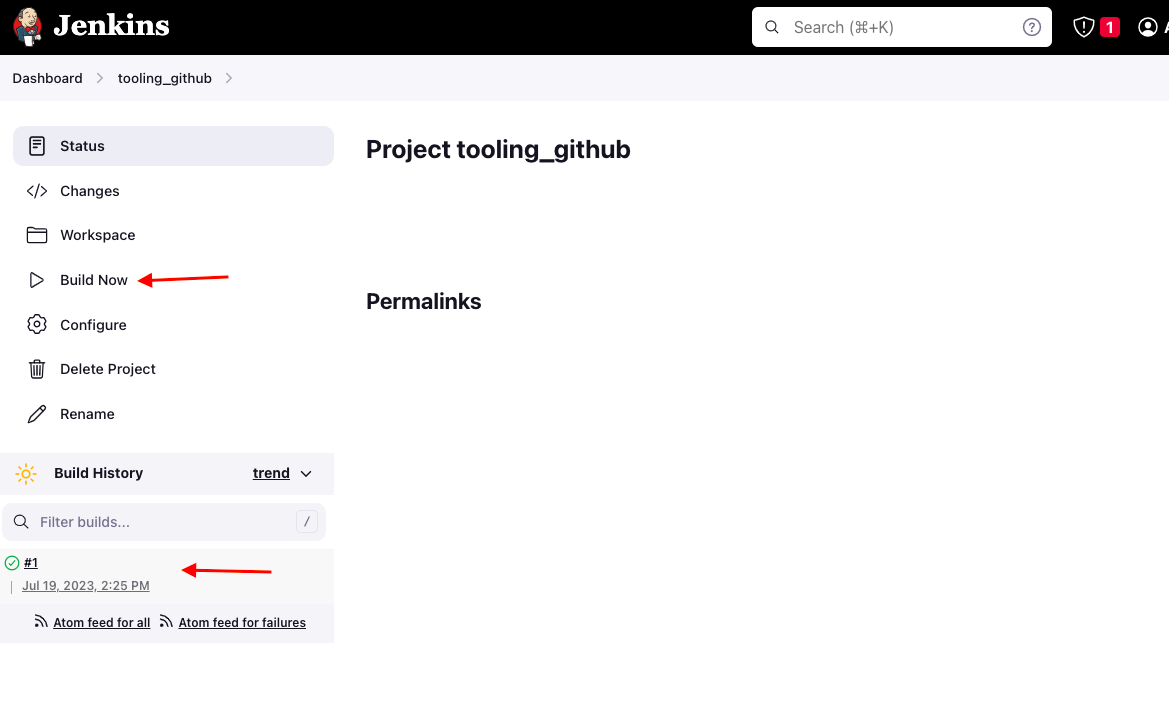 Jenkins
Search (⌘+K)
?
1
A
Dashboard
tooling_github
Status
Changes
Workspace
Build Now
Configure
Delete Project
Rename
Project tooling_github
Permalinks
Build History
trend
Filter builds...
/
#1
Jul 19, 2023, 2:25 PM
Atom feed for all
Atom feed for failures